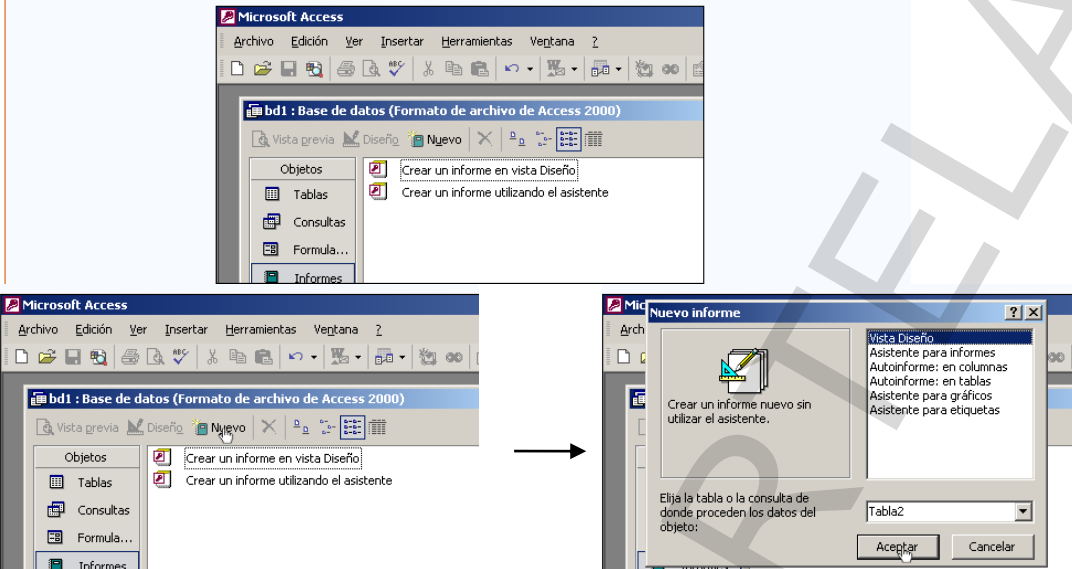 Microsoft Access
Archivo Edición Ver Insertar Herramientas Ventana ?
bd1 : Base de datos (Formato de archivo de Access 2000)
Vista previa Diseño Nuevo
Objetos
Crear un informe en vista Diseño
Tablas
Crear un informe utilizando el asistente
Consultas
Formula...
Informes
Microsoft Access
Archivo Edición Ver Insertar Herramientas Ventana ?
bd1 : Base de datos (Formato de archivo de Access 2000)
Vista previa Diseño Nuevo
Objetos
Crear un informe en vista Diseño
Tablas
Crear un informe utilizando el asistente
Consultas
Formula...
Informes
Mic
Arch
Nuevo informe
Crear un informe nuevo sin
utilizar el asistente.
Vista Diseño
Asistente para informes
Autoinforme: en columnas
Autoinforme: en tablas
Asistente para gráficos
Asistente para etiquetas
Elija la tabla o la consulta de
donde proceden los datos del
objeto:
Tabla2
Aceptar Cancelar